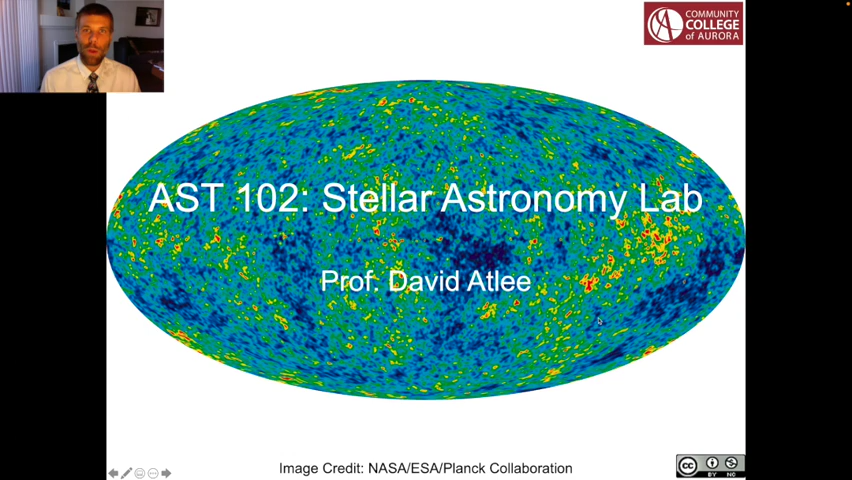 COMMUNITY
COLLEGE
of AURORA
AST 102: Stellar Astronomy Lab
Prof. David Atlee
Image Credit: NASA/ESA/Planck Collaboration
cc
BY NC